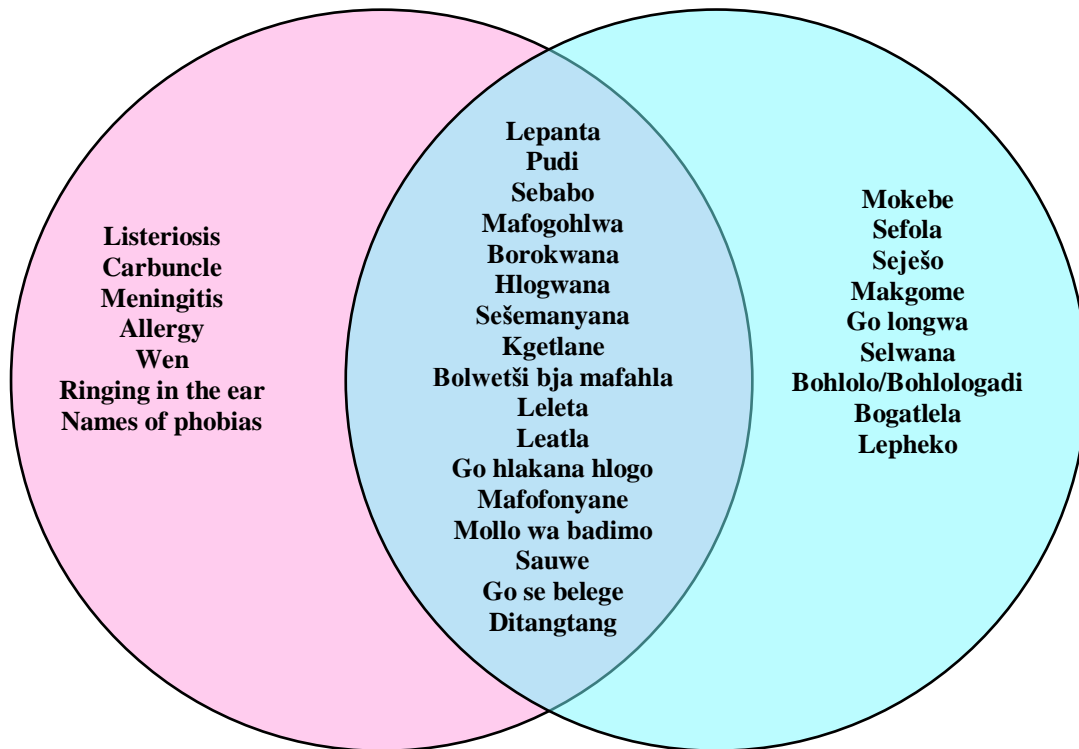 Listeriosis
Carbuncle
Meningitis
Allergy
Wen
Ringing in the ear
Names of phobias
Lepanta
Pudi
Sebabo
Mafogohlwa
Borokwana
Hlogwana
Sešemanyana
Kgetlane
Bolwetši bja mafahla
Leleta
Leatla
Go hlakana hlogo
Mafofonyane
Mollo wa badimo
Sauwe
Go se belege
Ditangtang
Mokebe
Sefola
Seješo
Makgome
Go longwa
Selwana
Bohlolo/Bohlologadi
Bogatlela
Lepheko